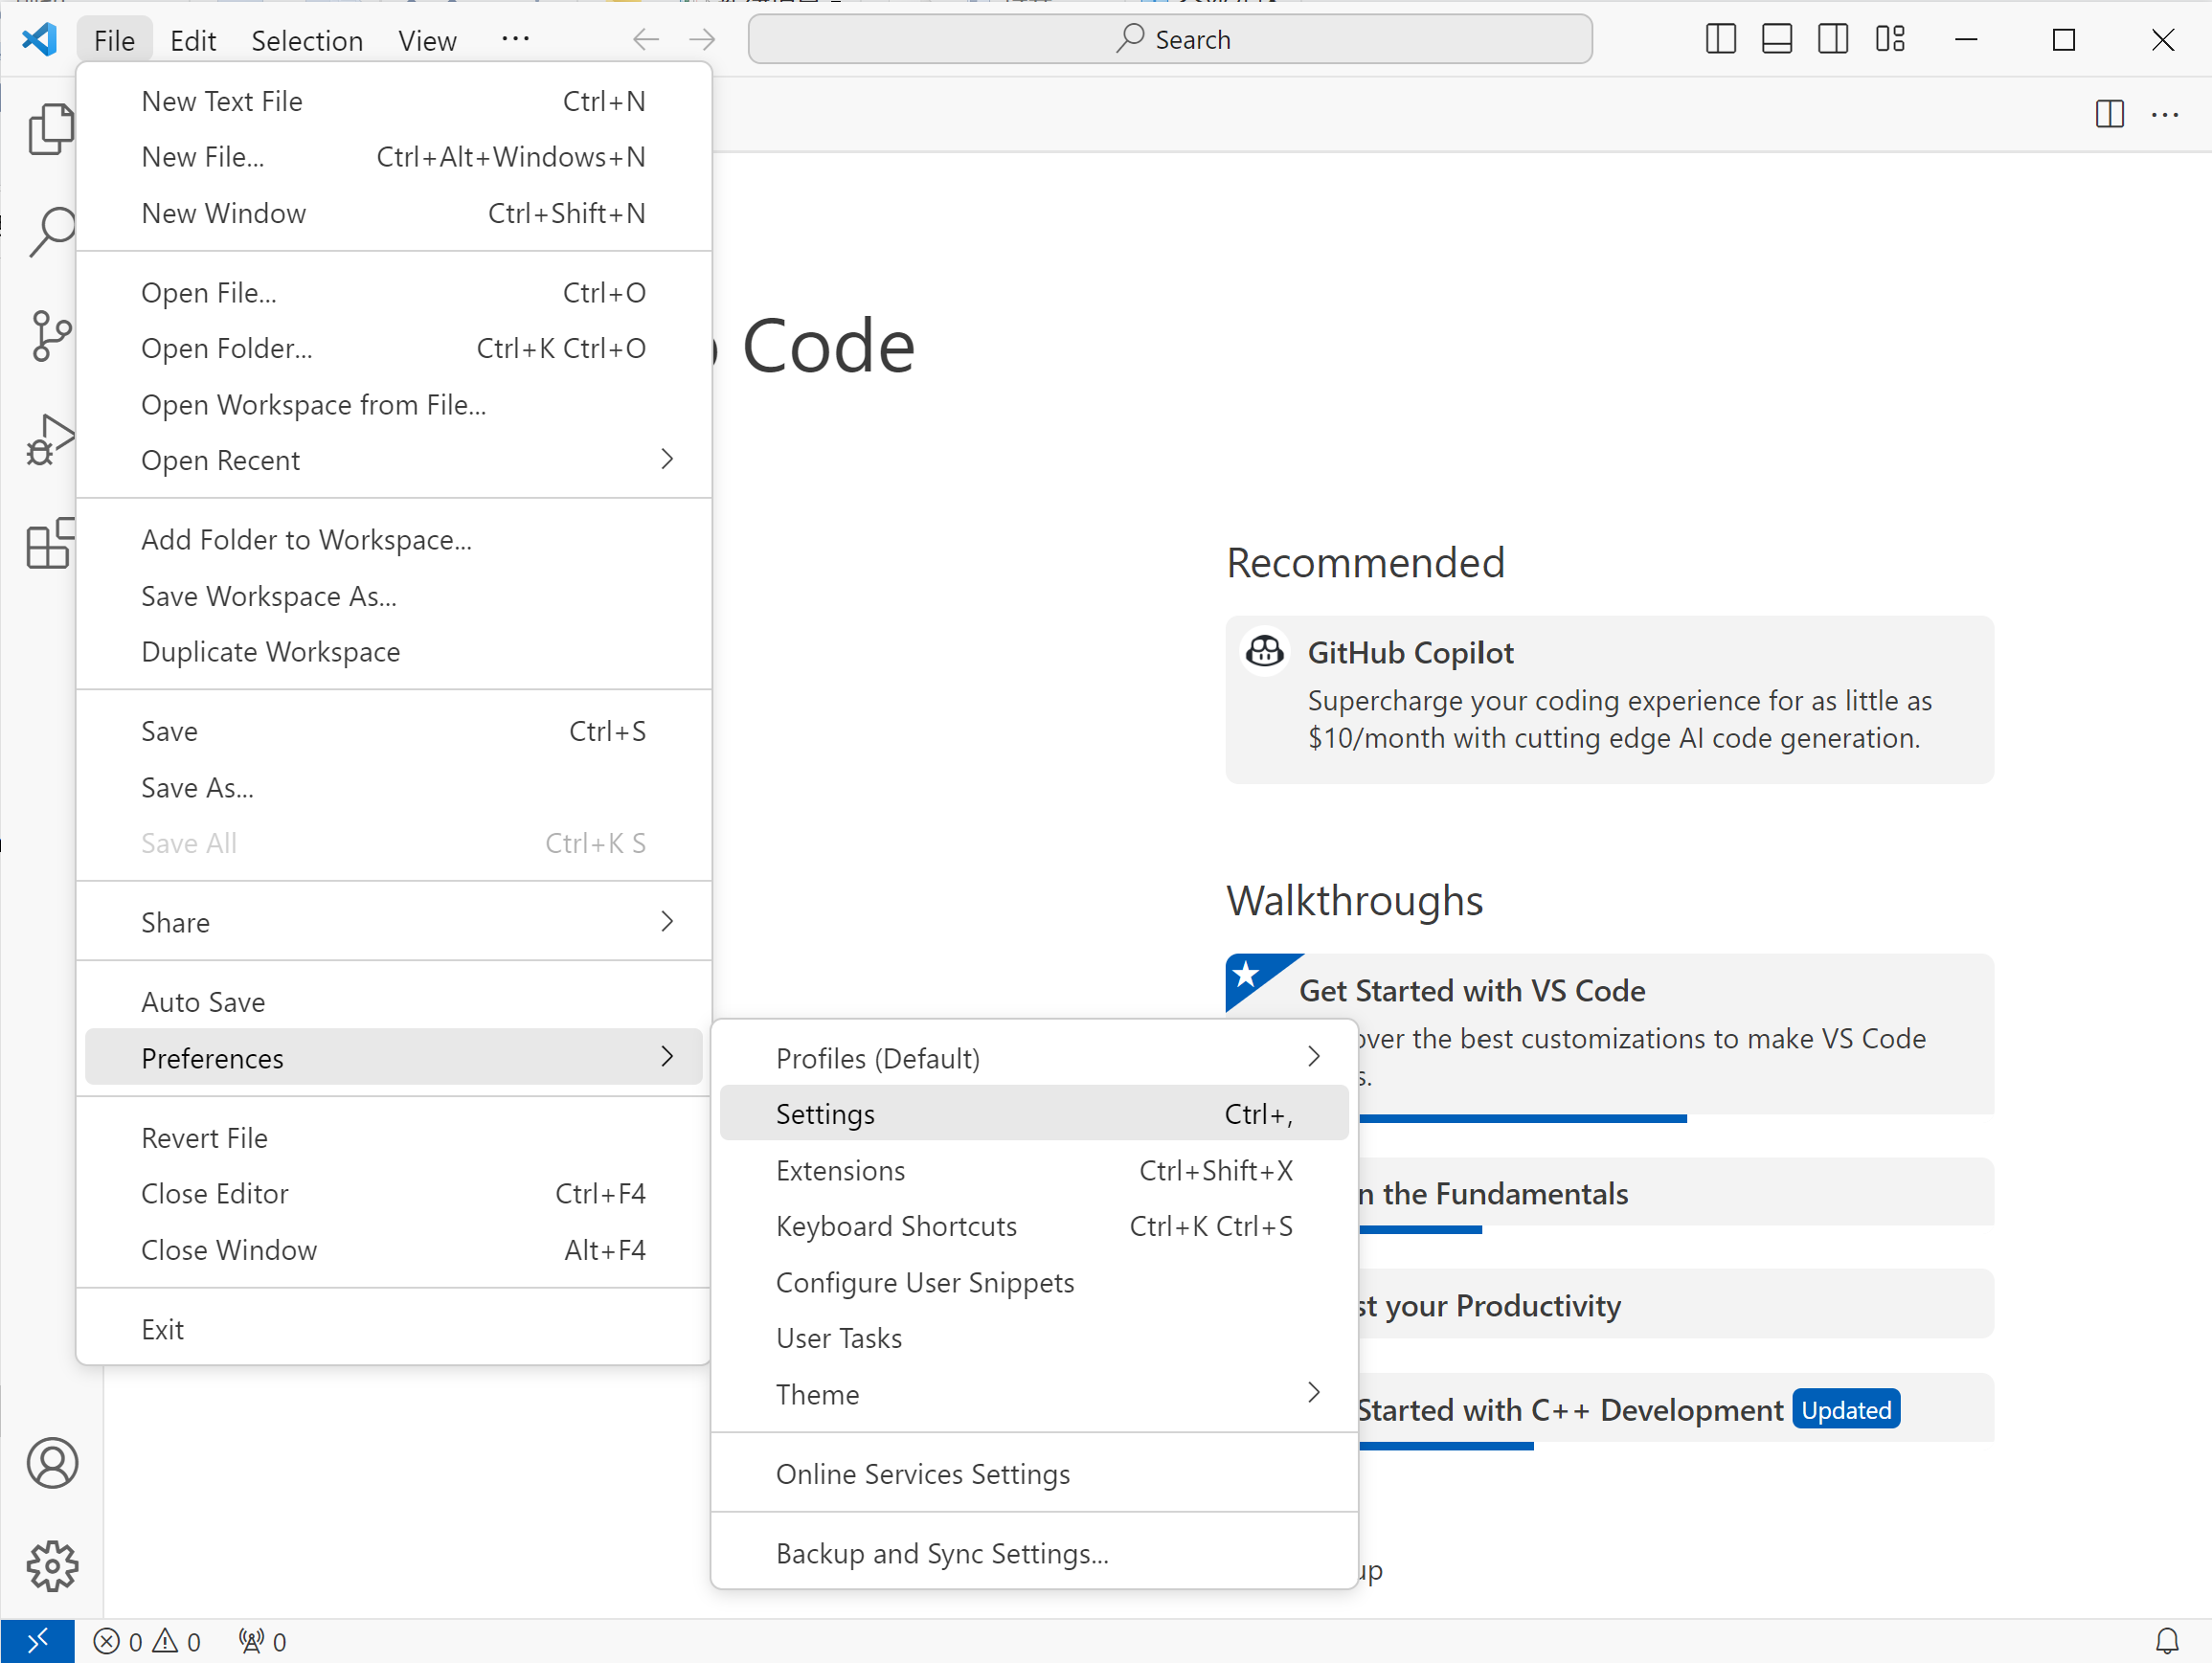 File Edit Selection View ...
Search
New Text File Ctrl+N
New File... Ctrl+Alt+Windows+N
New Window Ctrl+Shift+N
Open File... Ctrl+O
Open Folder... Ctrl+K Ctrl+O
Open Workspace from File...
Open Recent
Add Folder to Workspace...
Save Workspace As...
Duplicate Workspace
Save Ctrl+S
Save As...
Save All Ctrl+K S
Share
Auto Save
Preferences
Revert File
Close Editor Ctrl+F4
Close Window Alt+F4
Exit
Profiles (Default)
Settings Ctrl+,
Extensions Ctrl+Shift+X
Keyboard Shortcuts Ctrl+K Ctrl+S
Configure User Snippets
User Tasks
Theme
Online Services Settings
Backup and Sync Settings...
Code
Recommended
GitHub Copilot
Supercharge your coding experience for as little as
$10/month with cutting edge AI code generation.
Walkthroughs
Get Started with VS Code
over the best customizations to make VS Code
s.
n the Fundamentals
st your Productivity
Started with C++ Development Updated
up
0 0 0